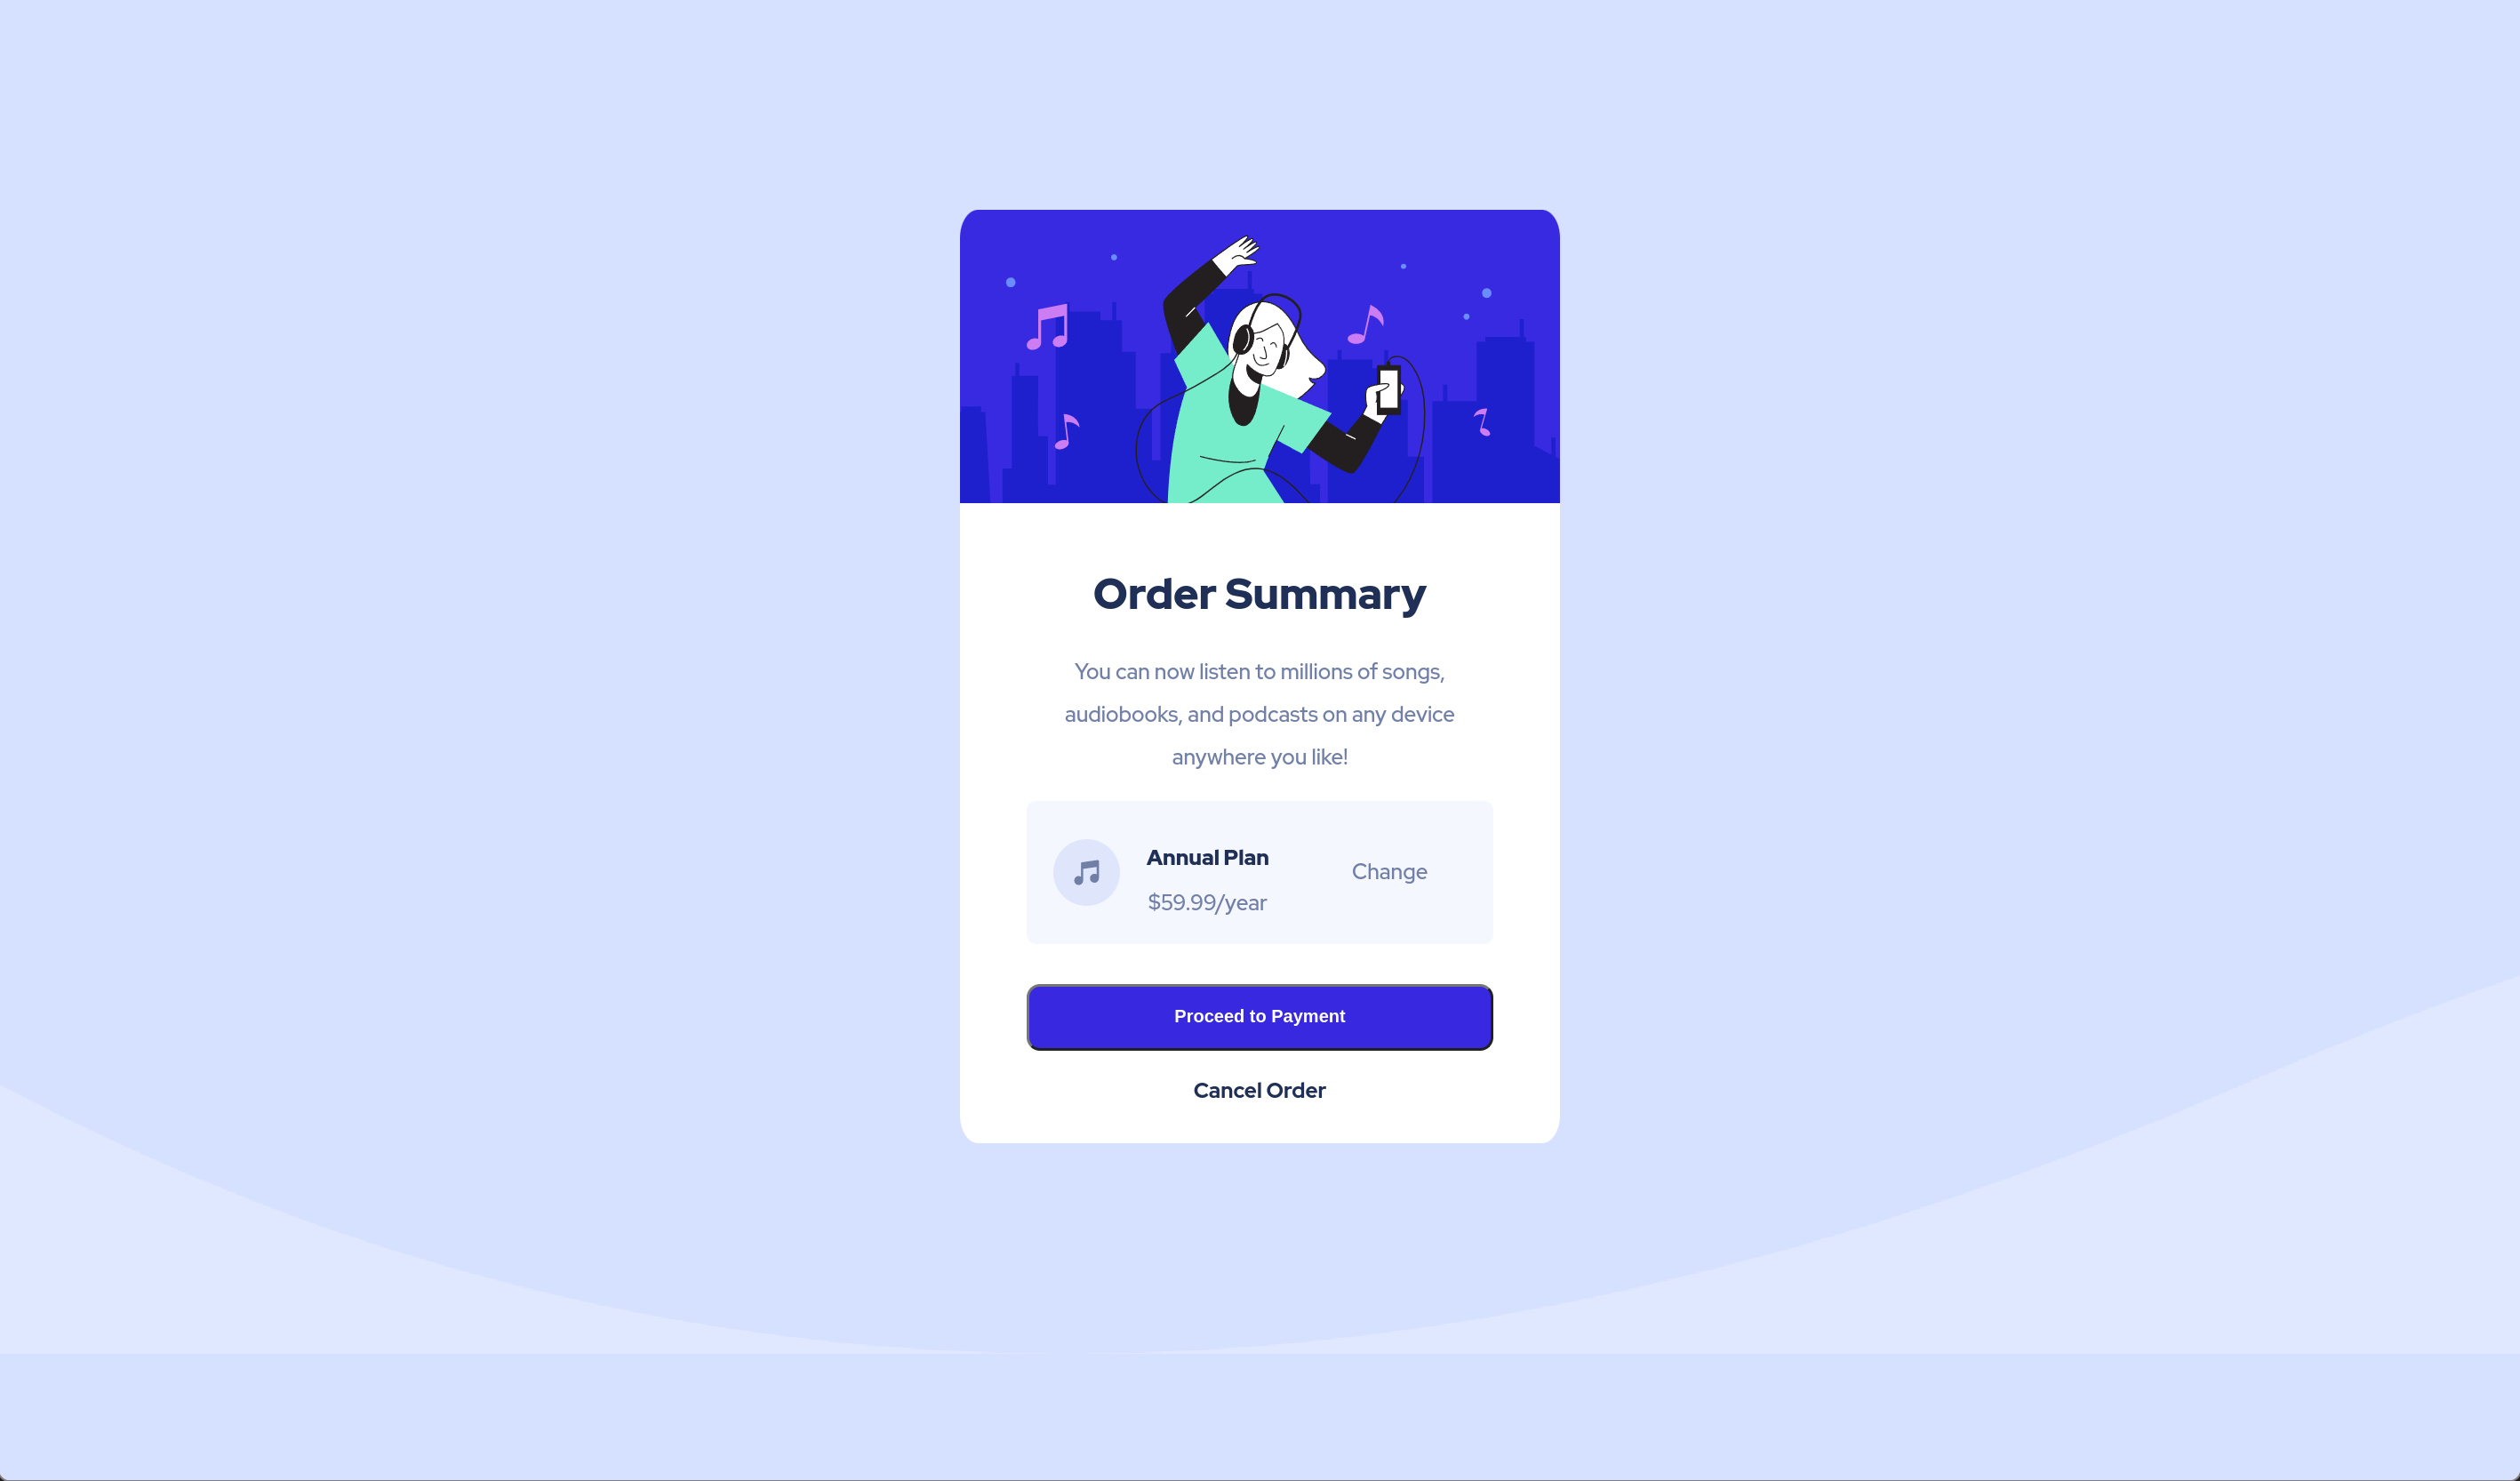 Order Summary
You can now listen to millions of songs,
audiobooks, and podcasts on any device
anywhere you like!
Annual Plan
$59.99/year
Change
Proceed to Payment
Cancel Order